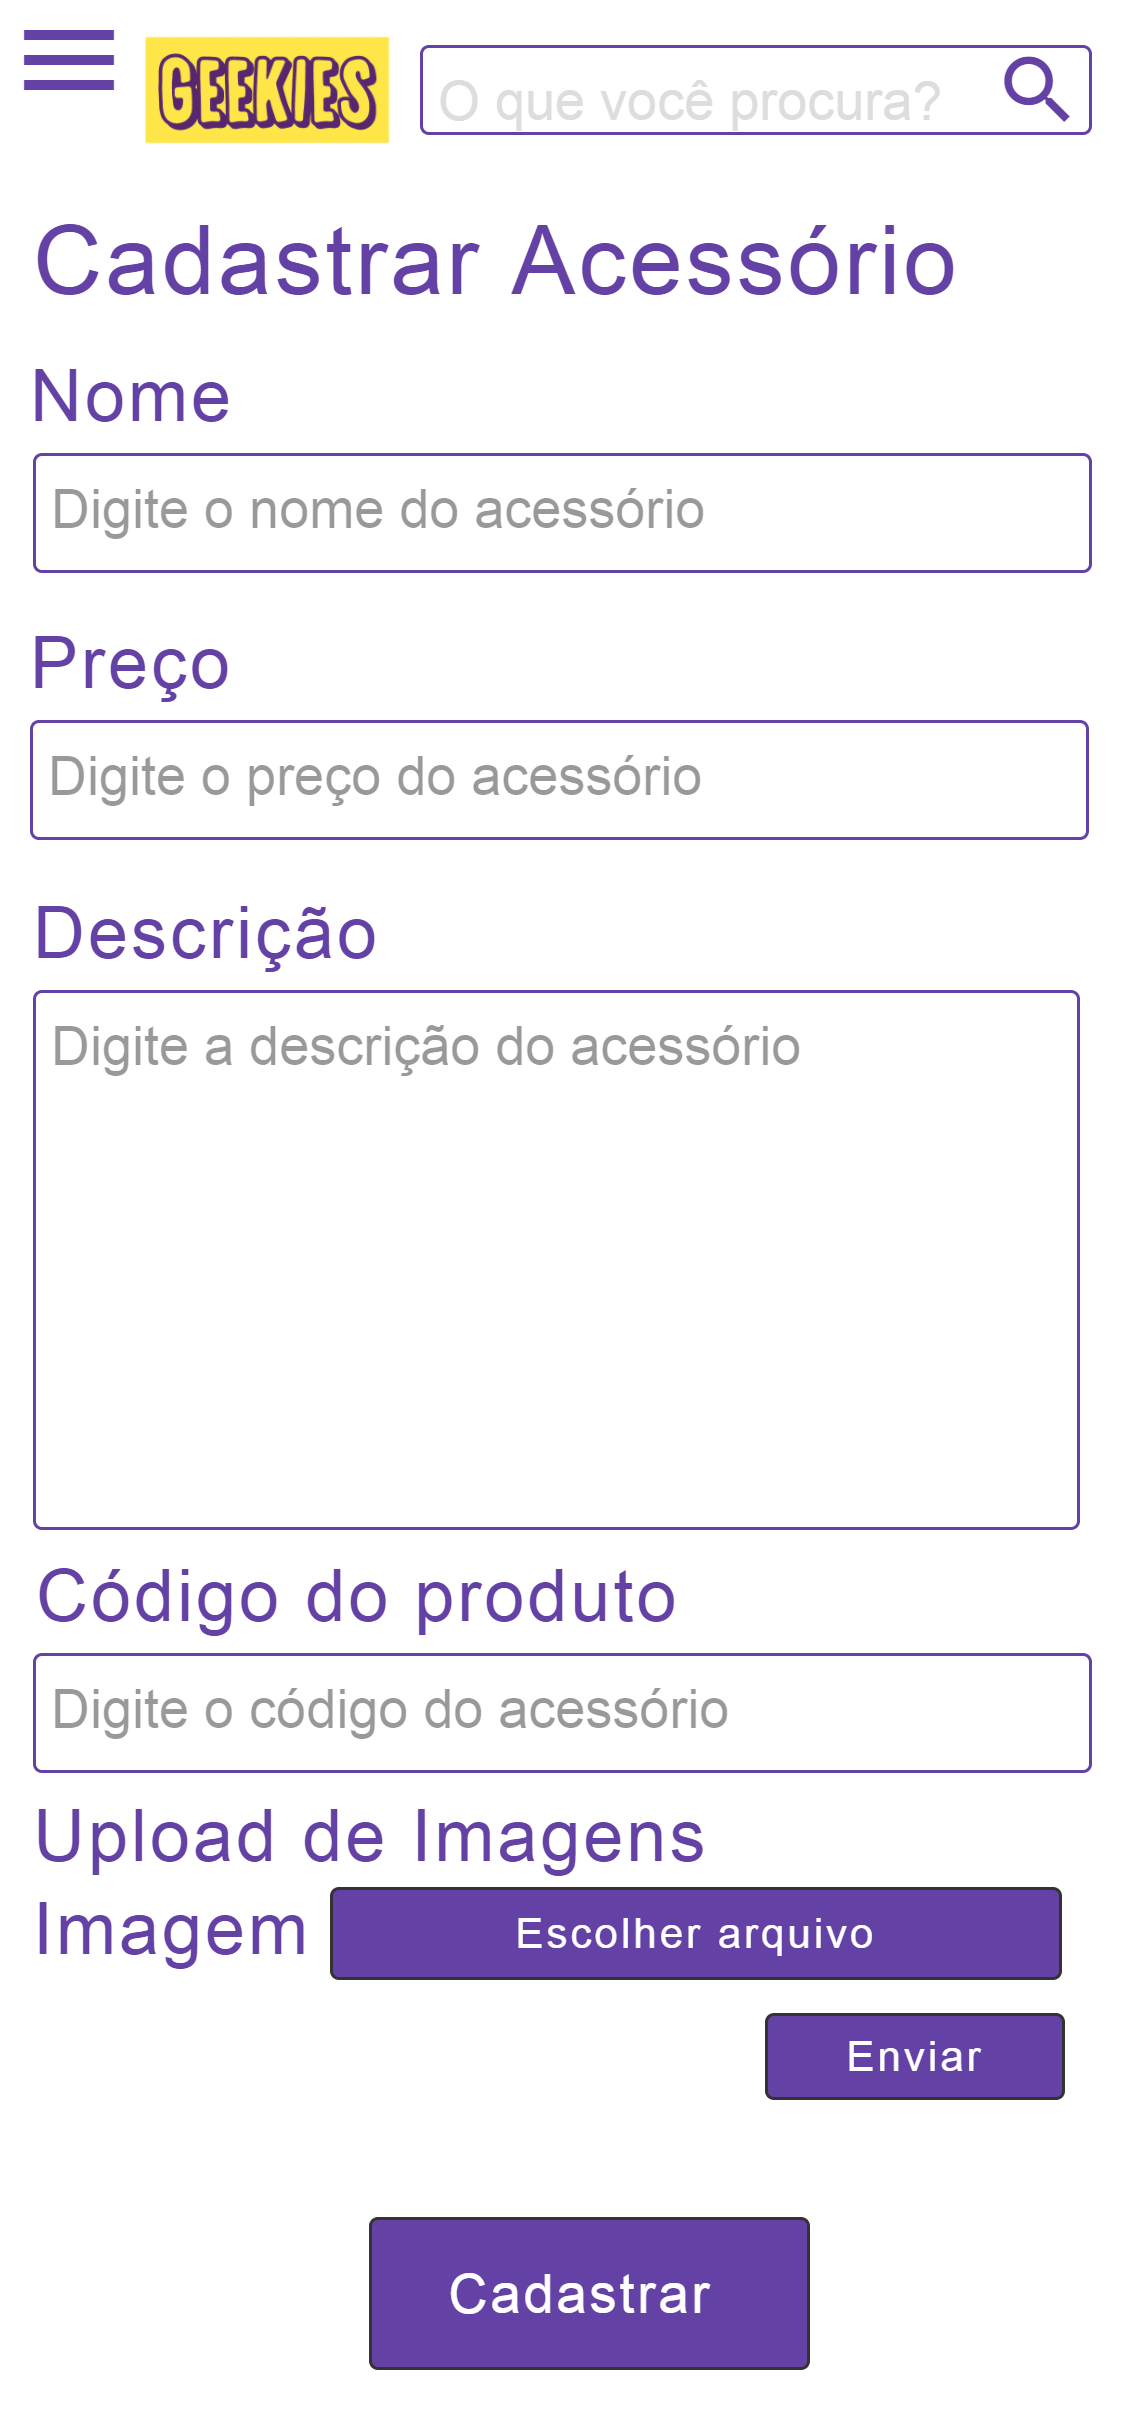 GEEKIES
O que você procura?
Cadastrar Acessório
Nome
Digite o nome do acessório
Preço
Digite o preço do acessório
Descrição
Digite a descrição do acessório
Código do produto
Digite o código do acessório
Upload de Imagens
Imagem Escolher arquivo
Enviar
Cadastrar